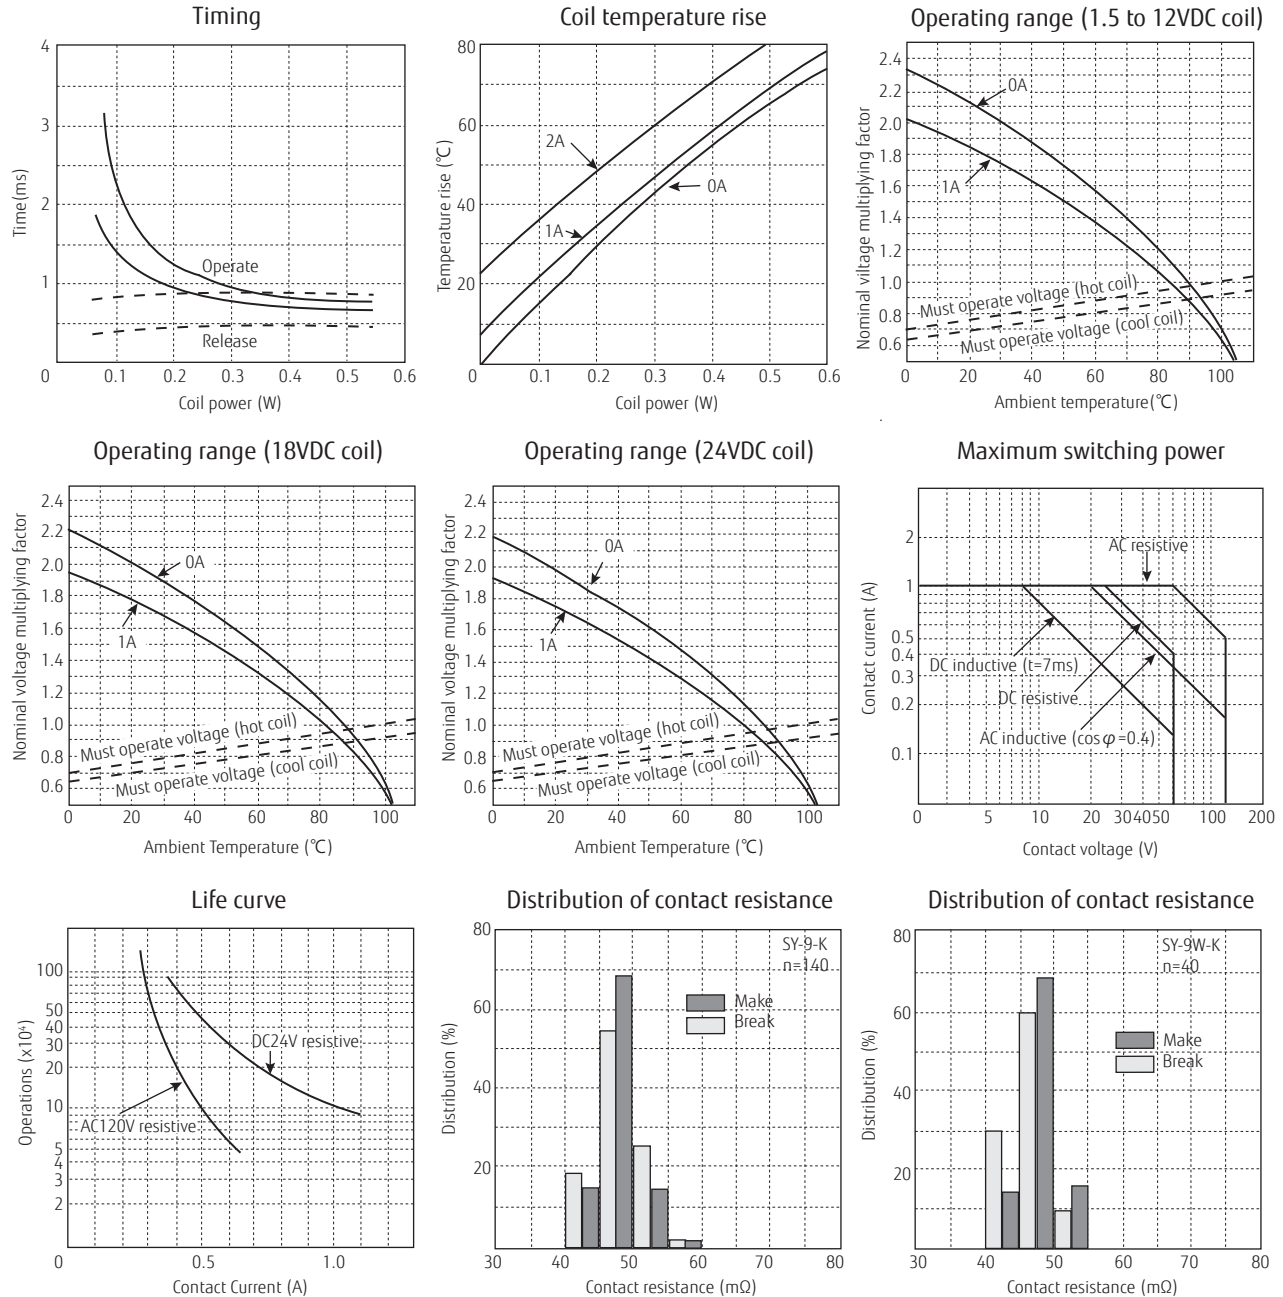 Timing
4
3
2
1
0
0.1
0.2
0.3
0.4
0.5
0.6
Time(ms)
Operate
Release
Coil power (W)
Coil temperature rise
80
60
40
20
0
0.1
0.2
0.3
0.4
0.5
0.6
Temperature rise (℃)
2A
1A
0A
Coil power (W)
Operating range (1.5 to 12VDC coil)
2.4
2.2
2.0
1.8
1.6
1.4
1.2
1.0
0.8
0.6
0
20
40
60
80
100
Nominal voltage multiplying factor
0A
1A
Must operate voltage (hot coil)
Must operate voltage (cool coil)
Ambient temperature(℃)
Operating range (18VDC coil)
2.4
2.2
2.0
1.8
1.6
1.4
1.2
1.0
0.8
0.6
0
20
40
60
80
100
Nominal voltage multiplying factor
0A
1A
Must operate voltage (hot coil)
Must operate voltage (cool coil)
Ambient Temperature (℃)
Operating range (24VDC coil)
2.4
2.2
2.0
1.8
1.6
1.4
1.2
1.0
0.8
0.6
0
20
40
60
80
100
Nominal voltage multiplying factor
0A
1A
Must operate voltage (hot coil)
Must operate voltage (cool coil)
Ambient Temperature (℃)
Maximum switching power
2
1
0.5
0.4
0.3
0.2
0.1
0
5
10
20
30
40
50
100
200
Contact current (A)
AC resistive
DC inductive (t=7ms)
DC resistive
AC inductive (cosφ=0.4)
Contact voltage (V)
Life curve
100
50
40
30
20
10
5
4
3
2
0
0.5
1.0
Operations (x10⁴)
DC24V resistive
AC120V resistive
Contact Current (A)
Distribution of contact resistance
80
60
40
20
30
40
50
60
70
80
Distribution (%)
SY-9-K
n=140
Make
Break
Contact resistance (mΩ)
Distribution of contact resistance
80
60
40
20
30
40
50
60
70
80
Distribution (%)
SY-9W-K
n=40
Make
Break
Contact resistance (mΩ)